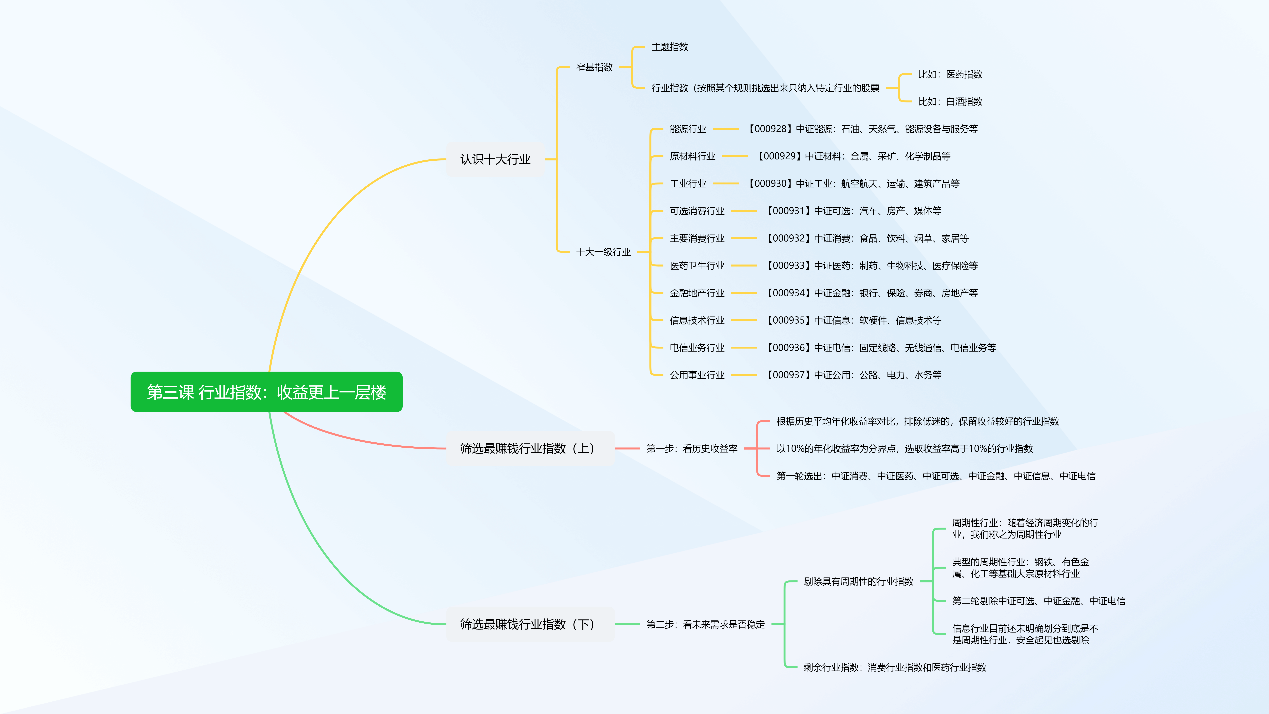 第三课 行业指数：收益更上一层楼
认识十大行业
窄基指数
主题指数
行业指数（按照某个规则挑选出来只纳入特定行业的股票
比如：医药指数
比如：白酒指数
十大一级行业
能源行业
【000928】中证能源：石油、天然气、能源设备与服务等
原材料行业
【000929】中证材料：金属、采矿、化学制品等
工业行业
【000930】中证工业：航空航天、运输、建筑产品等
可选消费行业
【000931】中证可选：汽车、房产、媒体等
主要消费行业
【000932】中证消费：食品、饮料、烟草、家居等
医药卫生行业
【000933】中证医药：制药、生物科技、医疗保险等
金融地产行业
【000934】中证金融：银行、保险、券商、房地产等
信息技术行业
【000935】中证信息：软硬件、信息技术等
电信业务行业
【000936】中证电信：固定线路、无线通信、电信业务等
公用事业行业
【000937】中证公用：公路、电力、水务等
筛选最赚钱行业指数（上）
第一步：看历史收益率
根据历史平均年化收益率对比，排除低迷的，保留收益较好的行业指数
以10%的年化收益率为分界点，选取收益率高于10%的行业指数
第一轮选出：中证消费、中证医药、中证可选、中证金融、中证信息、中证电信
筛选最赚钱行业指数（下）
第二步：看未来需求是否稳定
剔除具有周期性的行业指数
周期性行业：随着经济周期变化的行
业，我们称之为周期性行业
典型的周期性行业：钢铁、有色金
属、化工等基础大宗原材料行业
第二轮剔除中证可选、中证金融、中证电信
信息行业目前还未明确划分到底是不
是周期性行业，安全起见也选剔除
剩余行业指数：消费行业指数和医药行业指数